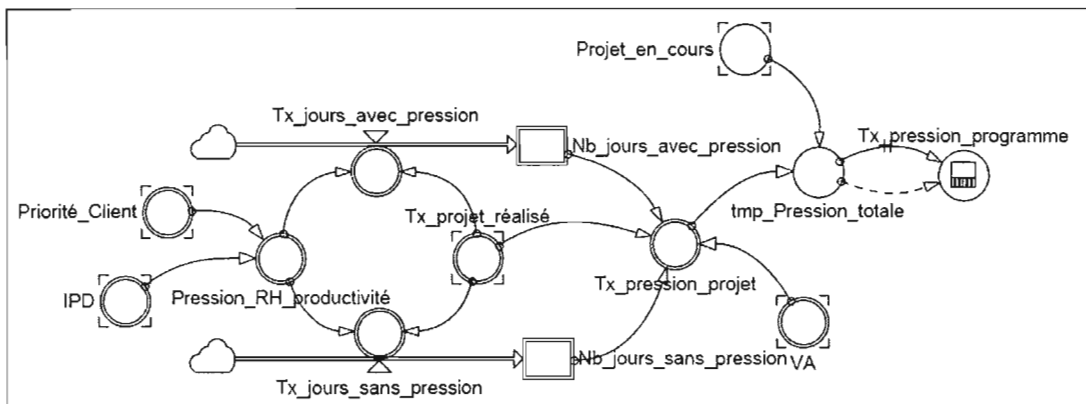 Projet_en_cours
Tx_jours_avec_pression
Nb_jours_avec_pression
Tx_pression_programme
Priorité_Client
Tx_projet_réalisé
tmp_Pression_totale
IPD
Pression_RH_productivité
Tx_pression_projet
Nb_jours_sans_pression
VA
Tx_jours_sans_pression